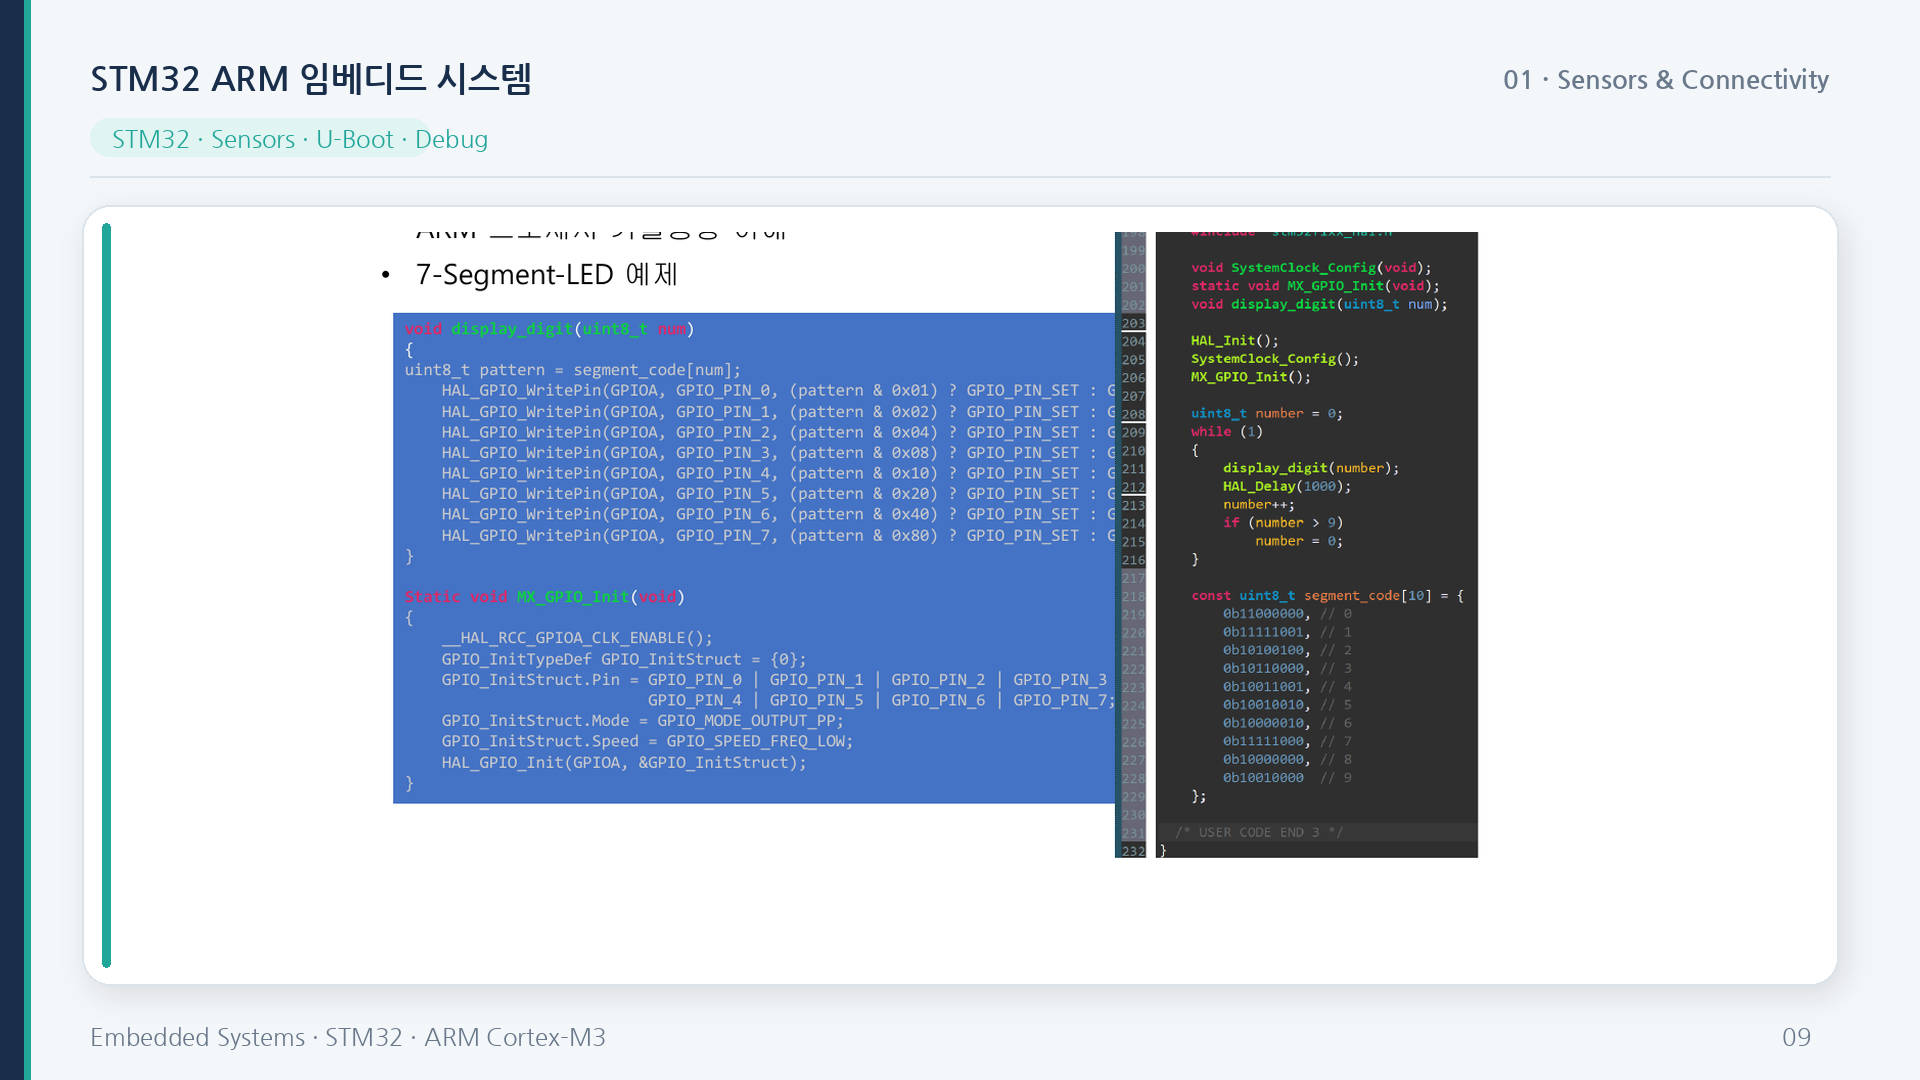 STM32 ARM 임베디드 시스템
01 · Sensors & Connectivity
STM32 · Sensors · U-Boot · Debug
• 7-Segment-LED 예제
void display_digit(uint8_t num)
{
uint8_t pattern = segment_code[num];
HAL_GPIO_WritePin(GPIOA, GPIO_PIN_0, (pattern & 0x01) ? GPIO_PIN_SET : G
HAL_GPIO_WritePin(GPIOA, GPIO_PIN_1, (pattern & 0x02) ? GPIO_PIN_SET : G
HAL_GPIO_WritePin(GPIOA, GPIO_PIN_2, (pattern & 0x04) ? GPIO_PIN_SET : G
HAL_GPIO_WritePin(GPIOA, GPIO_PIN_3, (pattern & 0x08) ? GPIO_PIN_SET : G
HAL_GPIO_WritePin(GPIOA, GPIO_PIN_4, (pattern & 0x10) ? GPIO_PIN_SET : G
HAL_GPIO_WritePin(GPIOA, GPIO_PIN_5, (pattern & 0x20) ? GPIO_PIN_SET : G
HAL_GPIO_WritePin(GPIOA, GPIO_PIN_6, (pattern & 0x40) ? GPIO_PIN_SET : G
HAL_GPIO_WritePin(GPIOA, GPIO_PIN_7, (pattern & 0x80) ? GPIO_PIN_SET : G
}
Static void MX_GPIO_Init(void)
{
__HAL_RCC_GPIOA_CLK_ENABLE();
GPIO_InitTypeDef GPIO_InitStruct = {0};
GPIO_InitStruct.Pin = GPIO_PIN_0 | GPIO_PIN_1 | GPIO_PIN_2 | GPIO_PIN_3
GPIO_PIN_4 | GPIO_PIN_5 | GPIO_PIN_6 | GPIO_PIN_7;
GPIO_InitStruct.Mode = GPIO_MODE_OUTPUT_PP;
GPIO_InitStruct.Speed = GPIO_SPEED_FREQ_LOW;
HAL_GPIO_Init(GPIOA, &GPIO_InitStruct);
}
199
200 void SystemClock_Config(void);
201 static void MX_GPIO_Init(void);
202 void display_digit(uint8_t num);
203
204 HAL_Init();
205 SystemClock_Config();
206 MX_GPIO_Init();
207
208 uint8_t number = 0;
209 while (1)
210 {
211 display_digit(number);
212 HAL_Delay(1000);
213 number++;
214 if (number > 9)
215 number = 0;
216 }
217
218 const uint8_t segment_code[10] = {
219 0b11000000, // 0
220 0b11111001, // 1
221 0b10100100, // 2
222 0b10110000, // 3
223 0b10011001, // 4
224 0b10010010, // 5
225 0b10000010, // 6
226 0b11111000, // 7
227 0b10000000, // 8
228 0b10010000 // 9
229 };
230
231 /* USER CODE END 3 */
232 }
Embedded Systems · STM32 · ARM Cortex-M3
09